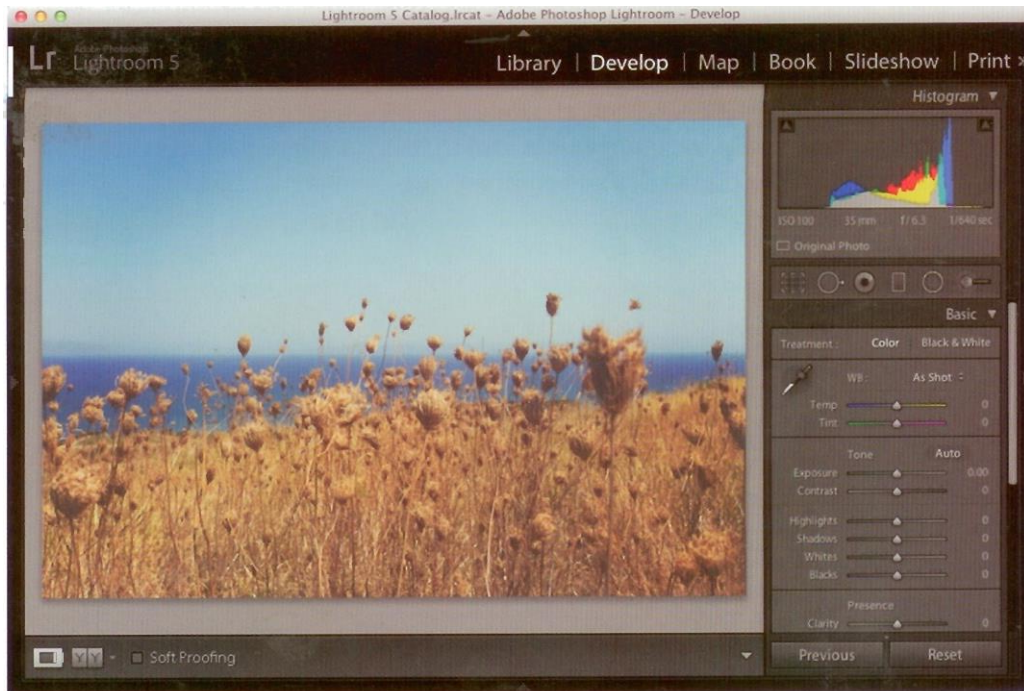 Lightroom 5 Catalog.lrcat – Adobe Photoshop Lightroom – Develop
Lr Adobe Photoshop
Lightroom 5
Library | Develop | Map | Book | Slideshow | Print
Histogram
ISO 100 35 mm f / 6.3 1/640 sec
Original Photo
Basic
Treatment : Color Black & White
WB : As Shot
Temp 0
Tint 0
Tone Auto
Exposure 0.00
Contrast 0
Highlights 0
Shadows 0
Whites 0
Blacks 0
Presence
Clarity 0
YY Soft Proofing
Previous Reset